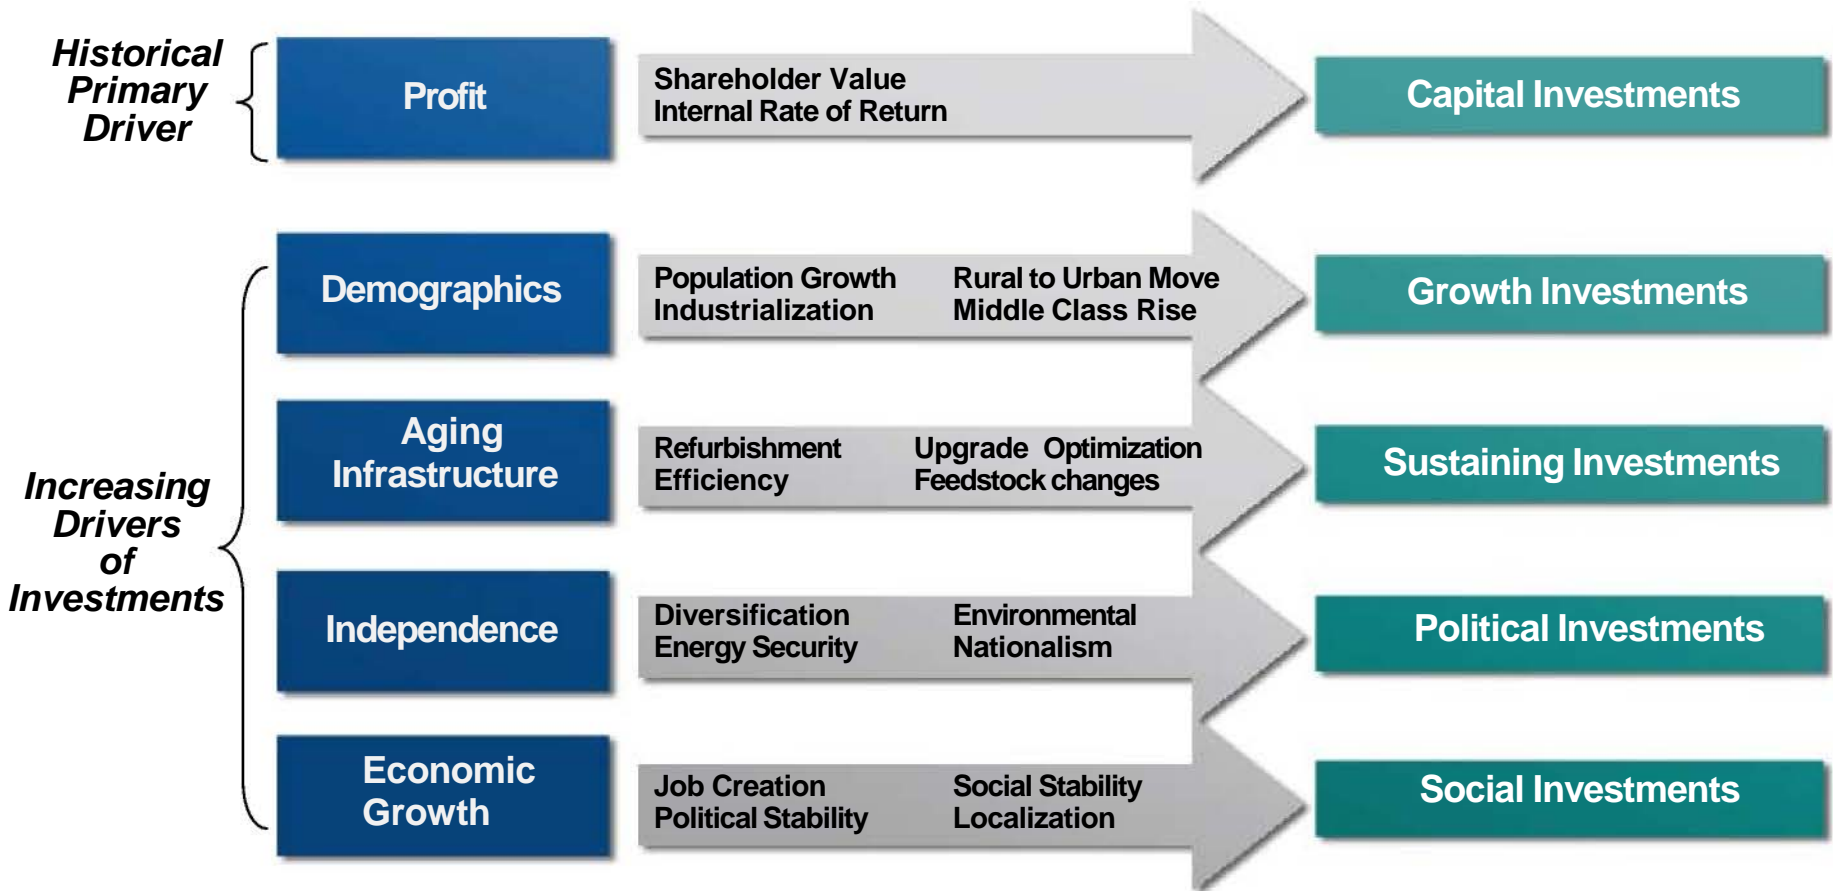 Historical
Primary
Driver
Profit
Shareholder Value
Internal Rate of Return
Capital Investments
Increasing
Drivers
of
Investments
Demographics
Population Growth Rural to Urban Move
Industrialization Middle Class Rise
Growth Investments
Aging
Infrastructure
Refurbishment Upgrade Optimization
Efficiency Feedstock changes
Sustaining Investments
Independence
Diversification Environmental
Energy Security Nationalism
Political Investments
Economic
Growth
Job Creation Social Stability
Political Stability Localization
Social Investments